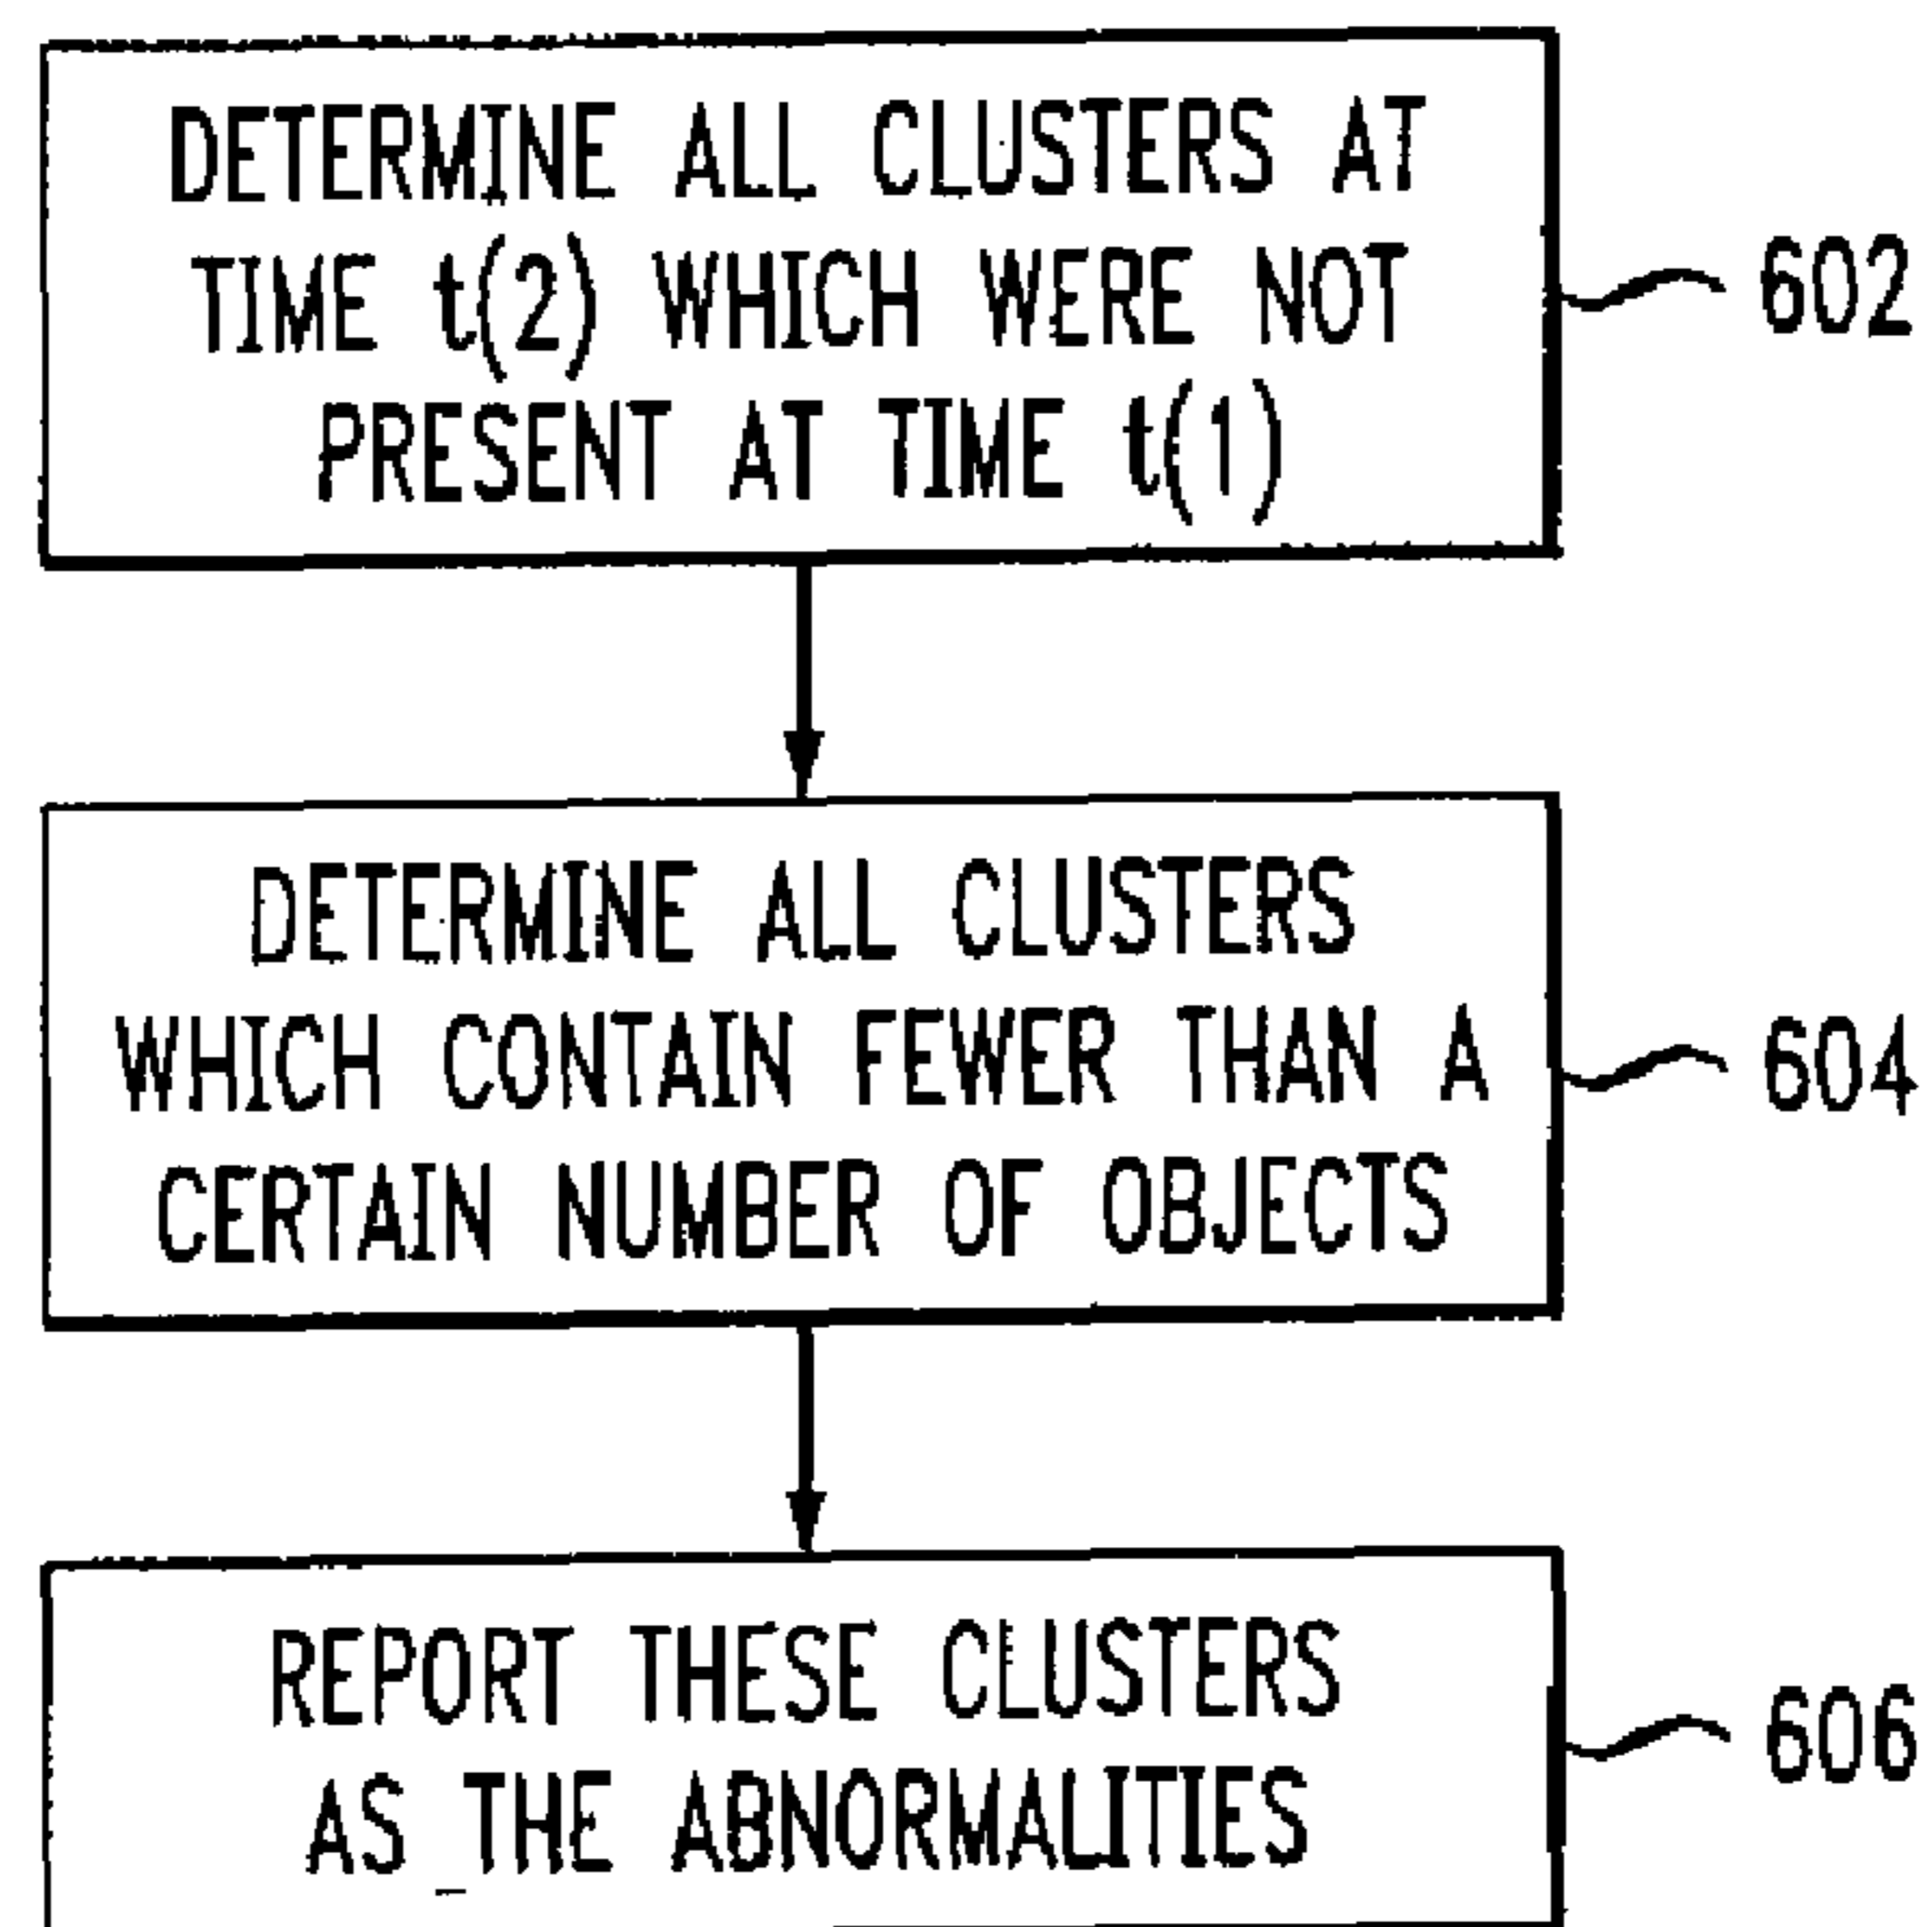 DETERMINE ALL CLUSTERS AT
TIME t(2) WHICH WERE NOT
PRESENT AT TIME t(1)
602
DETERMINE ALL CLUSTERS
WHICH CONTAIN FEWER THAN A
CERTAIN NUMBER OF OBJECTS
604
REPORT THESE CLUSTERS
AS THE ABNORMALITIES
606